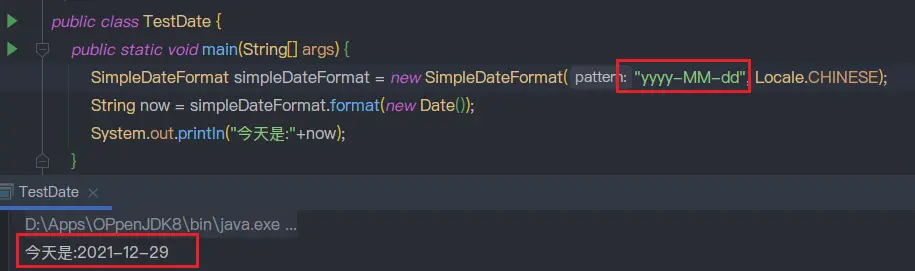 public class TestDate {
public static void main(String[] args) {
SimpleDateFormat simpleDateFormat = new SimpleDateFormat( pattern: "yyyy-MM-dd", Locale.CHINESE);
String now = simpleDateFormat.format(new Date());
System.out.println("今天是:"+now);
}
TestDate ×
D:\Apps\OPpenJDK8\bin\java.exe ...
今天是:2021-12-29